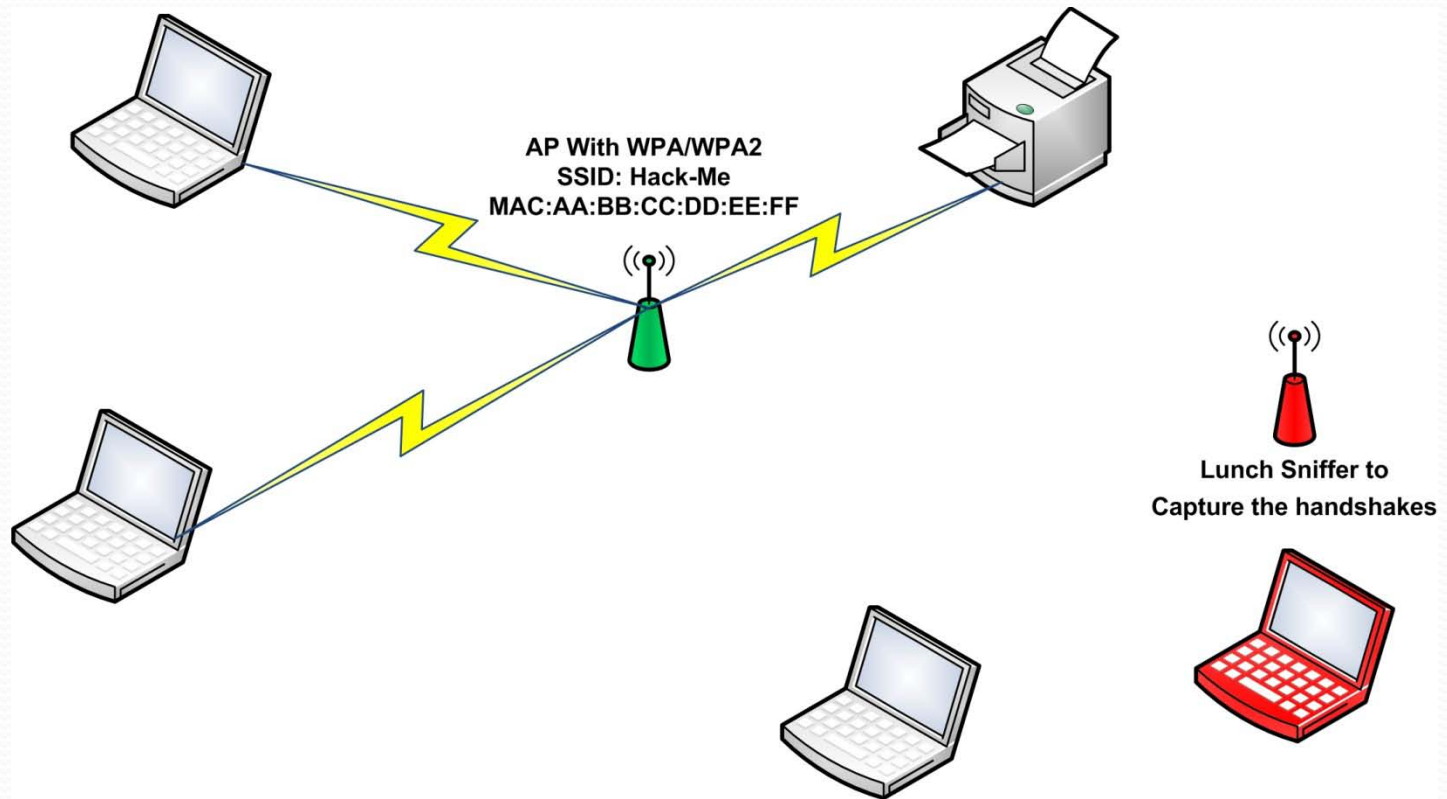 AP With WPA/WPA2
SSID: Hack-Me
MAC:AA:BB:CC:DD:EE:FF
Lunch Sniffer to
Capture the handshakes